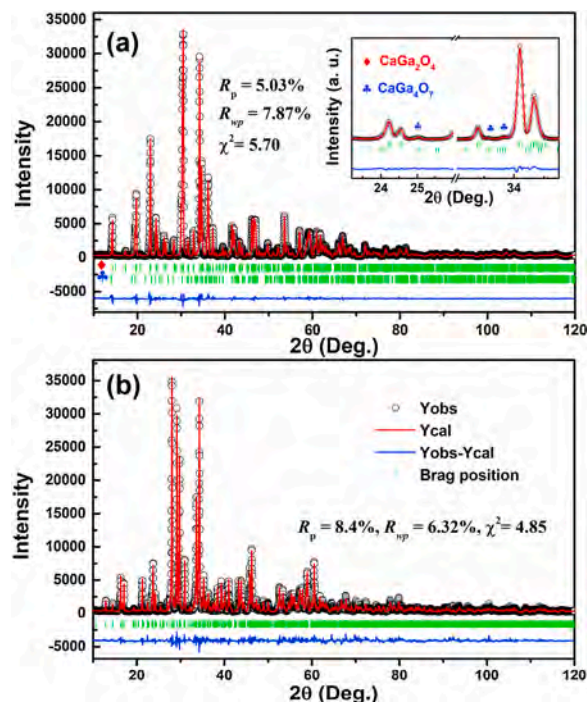 (a)
35000
30000
25000
20000
15000
10000
5000
0
-5000
Intensity
Rp = 5.03%
Rwp = 7.87%
χ2= 5.70
♦ CaGa2O4
♣ CaGa4O7
Intensity (a. u.)
24 25 34
2θ (Deg.)
20 40 60 80 100 120
2θ (Deg.)
(b)
35000
30000
25000
20000
15000
10000
5000
0
-5000
Intensity
Yobs
Ycal
Yobs-Ycal
Brag position
Rp = 8.4%, Rwp = 6.32%, χ2= 4.85
20 40 60 80 100 120
2θ (Deg.)